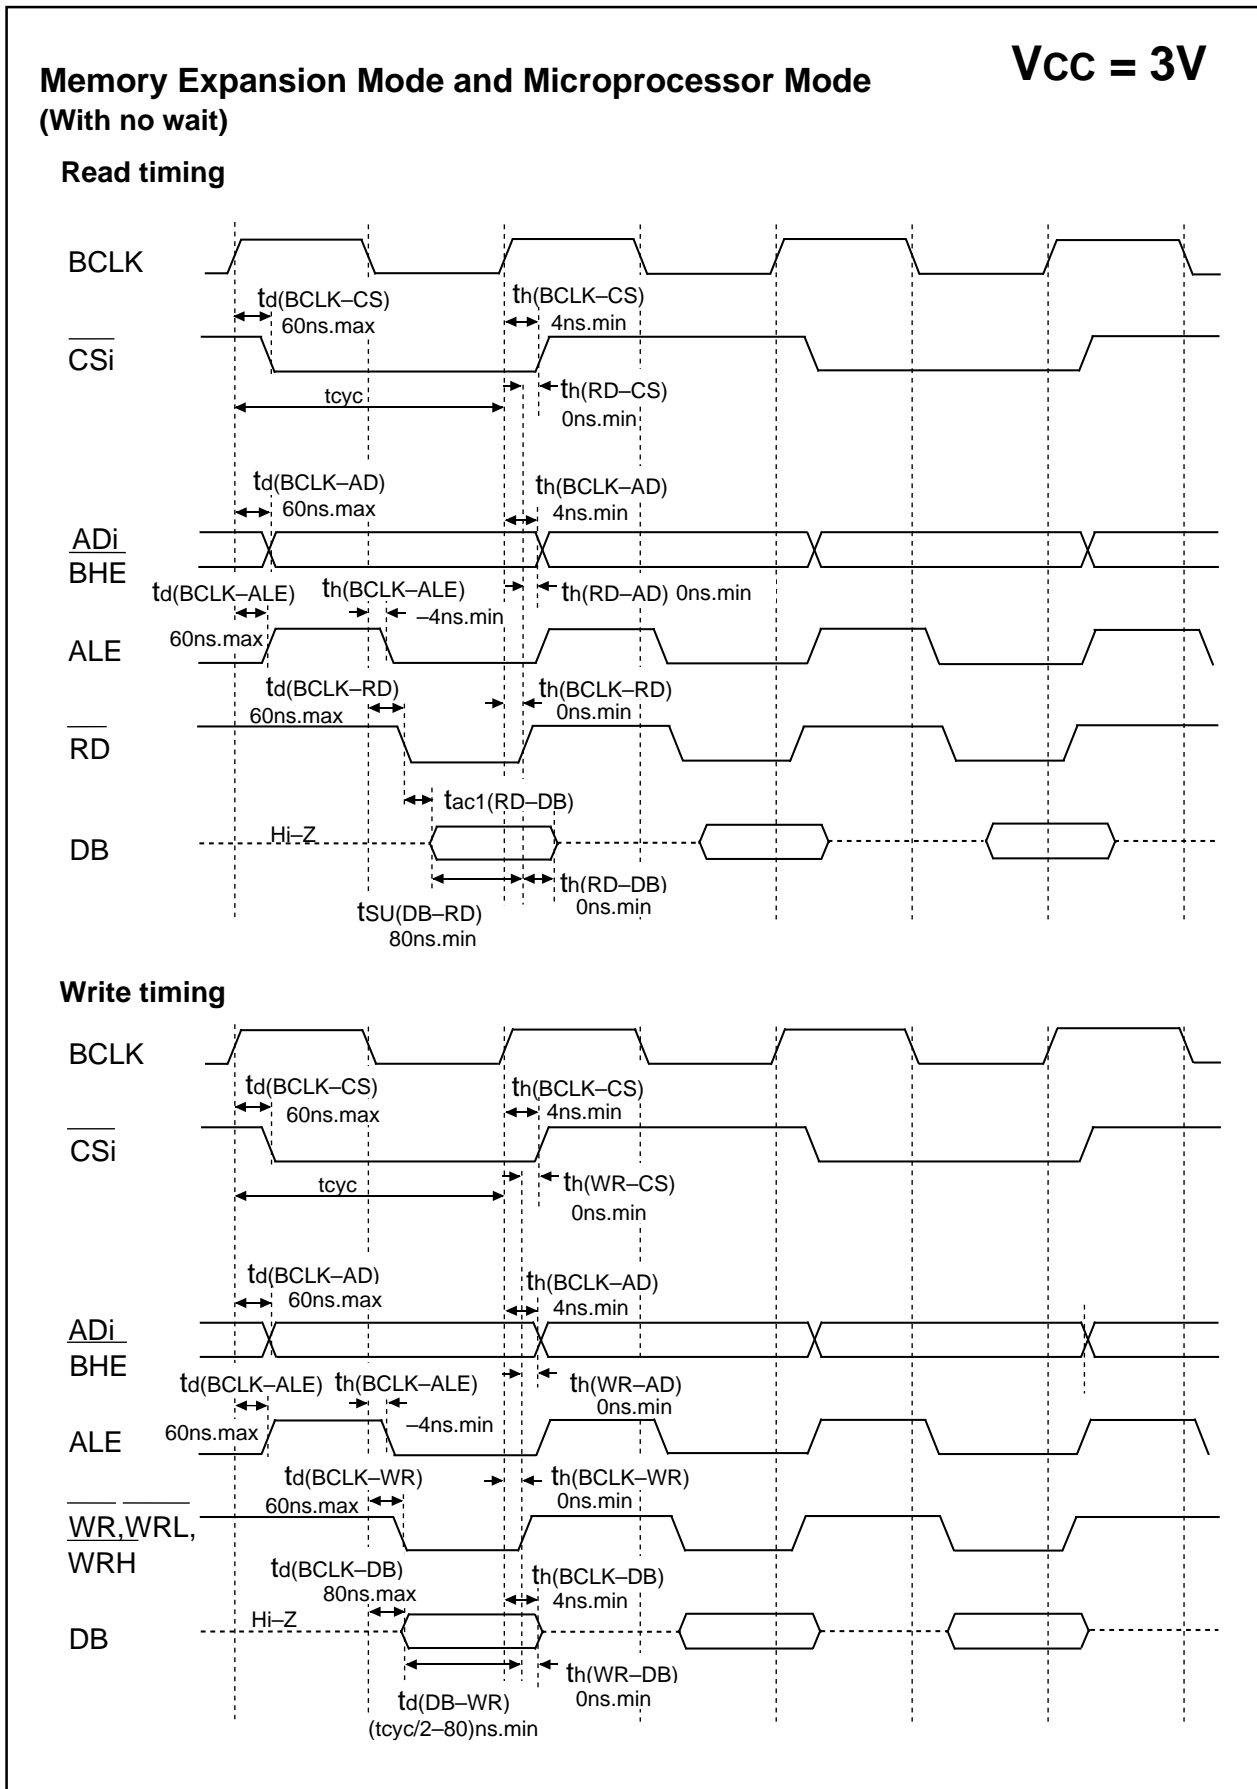 VCC = 3V
Memory Expansion Mode and Microprocessor Mode
(With no wait)
Read timing
BCLK
td(BCLK–CS)
60ns.max
th(BCLK–CS)
4ns.min
CSi
tcyc
th(RD–CS)
0ns.min
td(BCLK–AD)
60ns.max
th(BCLK–AD)
4ns.min
ADi
BHE
td(BCLK–ALE)
60ns.max
th(BCLK–ALE)
–4ns.min
th(RD–AD) 0ns.min
ALE
td(BCLK–RD)
60ns.max
th(BCLK–RD)
0ns.min
RD
tac1(RD–DB)
Hi–Z
DB
th(RD–DB)
0ns.min
tSU(DB–RD)
80ns.min
Write timing
BCLK
td(BCLK–CS)
60ns.max
th(BCLK–CS)
4ns.min
CSi
tcyc
th(WR–CS)
0ns.min
td(BCLK–AD)
60ns.max
th(BCLK–AD)
4ns.min
ADi
BHE
td(BCLK–ALE)
60ns.max
th(BCLK–ALE)
–4ns.min
th(WR–AD)
0ns.min
ALE
td(BCLK–WR)
60ns.max
th(BCLK–WR)
0ns.min
WR,WRL,
WRH
td(BCLK–DB)
80ns.max
th(BCLK–DB)
4ns.min
Hi–Z
DB
td(DB–WR)
(tcyc/2–80)ns.min
th(WR–DB)
0ns.min